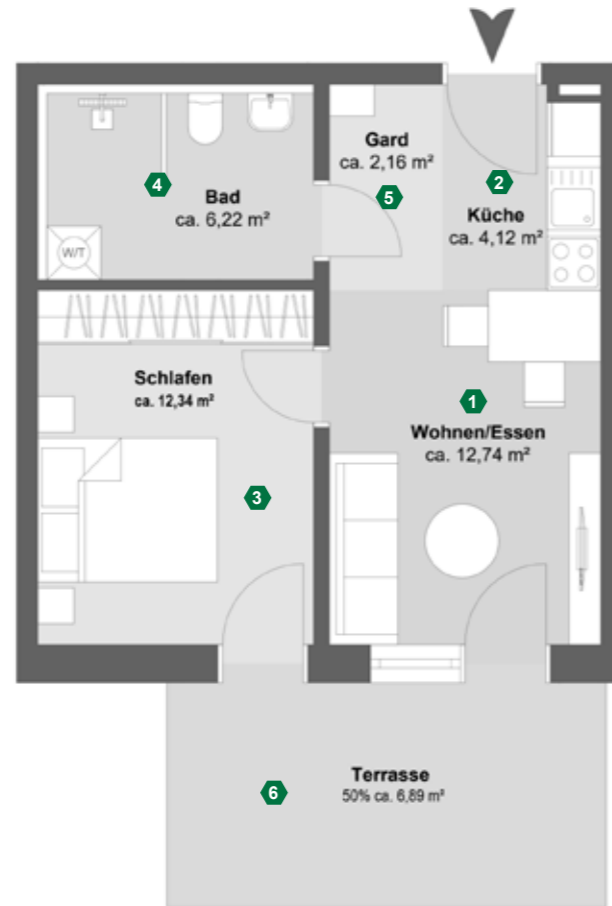 Gard
ca. 2,16 m²
5
2
Küche
ca. 4,12 m²
4
Bad
ca. 6,22 m²
W/T
Schlafen
ca. 12,34 m²
1
Wohnen/Essen
ca. 12,74 m²
3
Terrasse
50% ca. 6,89 m²
6